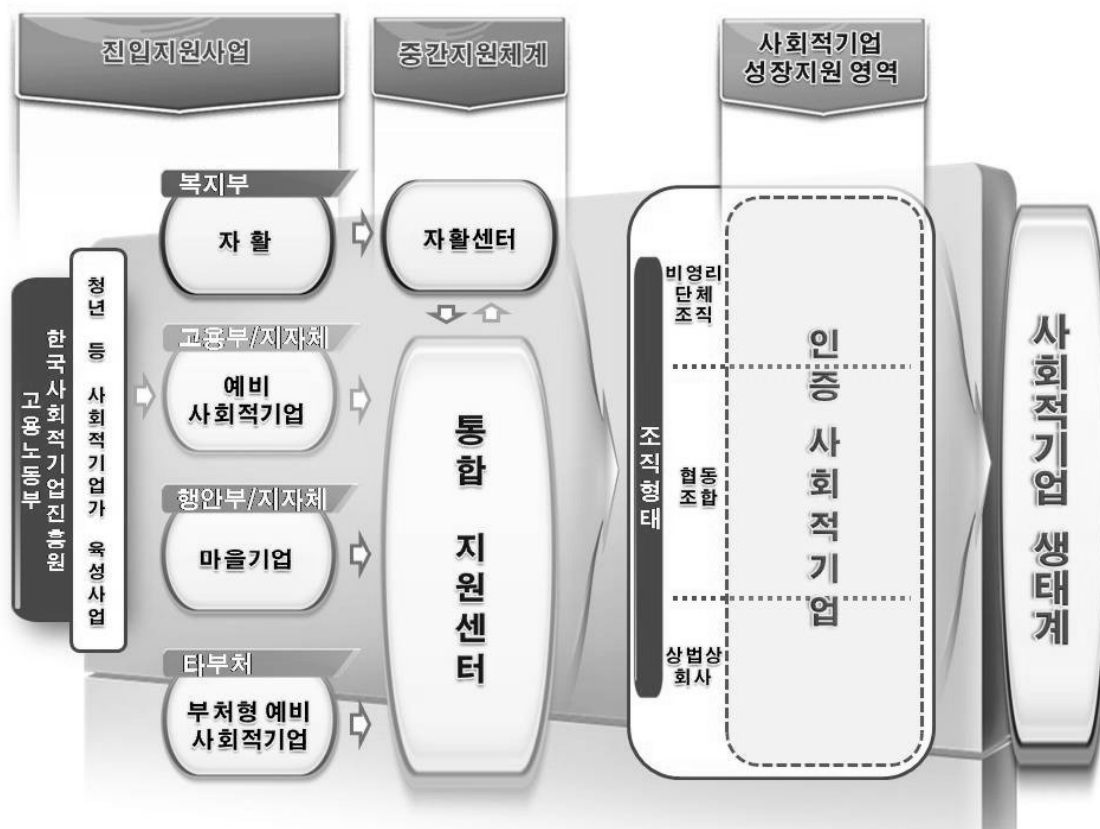 진입지원사업
중간지원체계
사회적기업
성장지원 영역
고용노동부
한국사회적기업진흥원
청년 등 사회적기업가 육성사업
복지부
자 활
고용부/지자체
예비
사회적기업
행안부/지자체
마을기업
타부처
부처형 예비
사회적기업
자활센터
통합 지원센터
조직형태
비영리
단체
조직
협동
조합
상법상
회사
인증 사회적기업
사회적기업 생태계